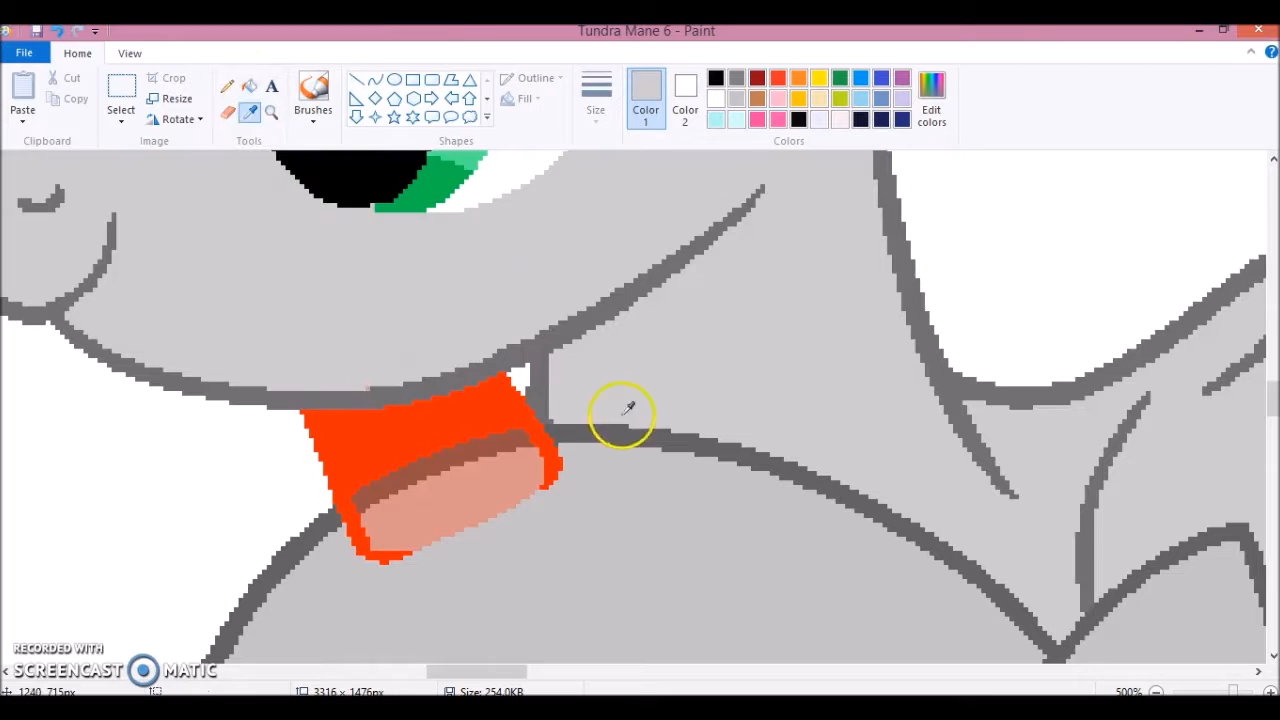 Tundra Mane 6 - Paint
File Home View
Paste
Cut
Copy
Clipboard
Select
Crop
Resize
Rotate
Image
A
Tools
Brushes
Outline
Fill
Shapes
Size
Color
1
Color
2
Edit
colors
Colors
RECORDED WITH
SCREENCAST MATIC
1240, 715px
3316 × 1476px
Size: 254.0KB
500%